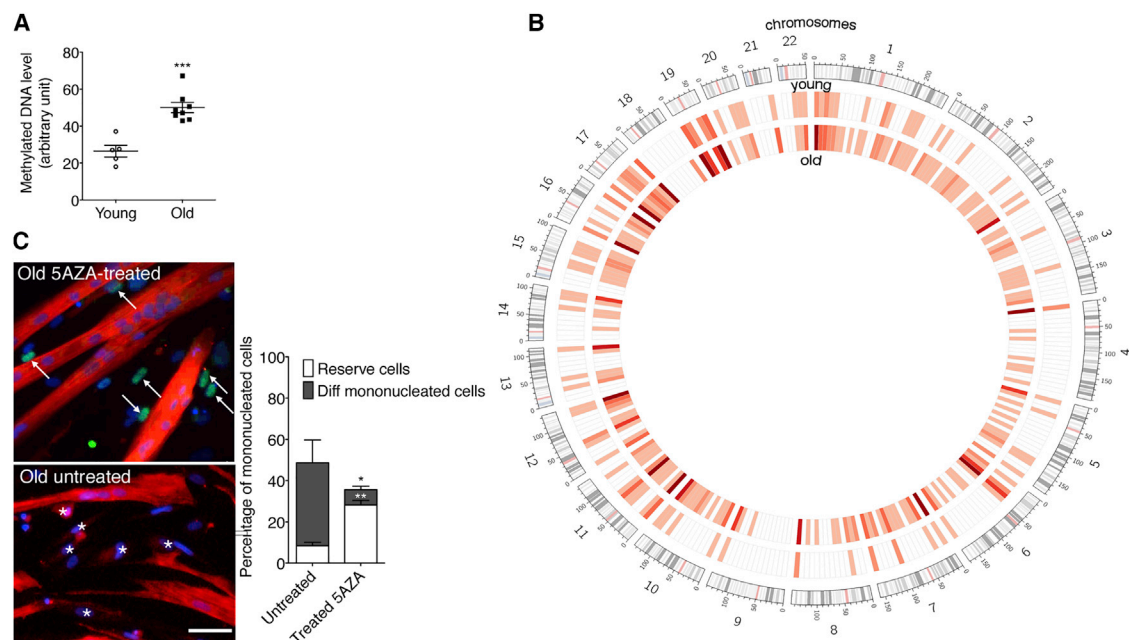 A
Methylated DNA level
(arbitrary unit)
80
60
40
20
0
***
Young
Old
B
chromosomes
young
old
1
2
3
4
5
6
7
8
9
10
11
12
13
14
15
16
17
18
19
20
21
22
C
Old 5AZA-treated
Old untreated
* * * * * *
Percentage of mononucleated cells
100
80
60
40
20
0
Reserve cells
Diff mononucleated cells
*
**
Untreated
Treated 5AZA